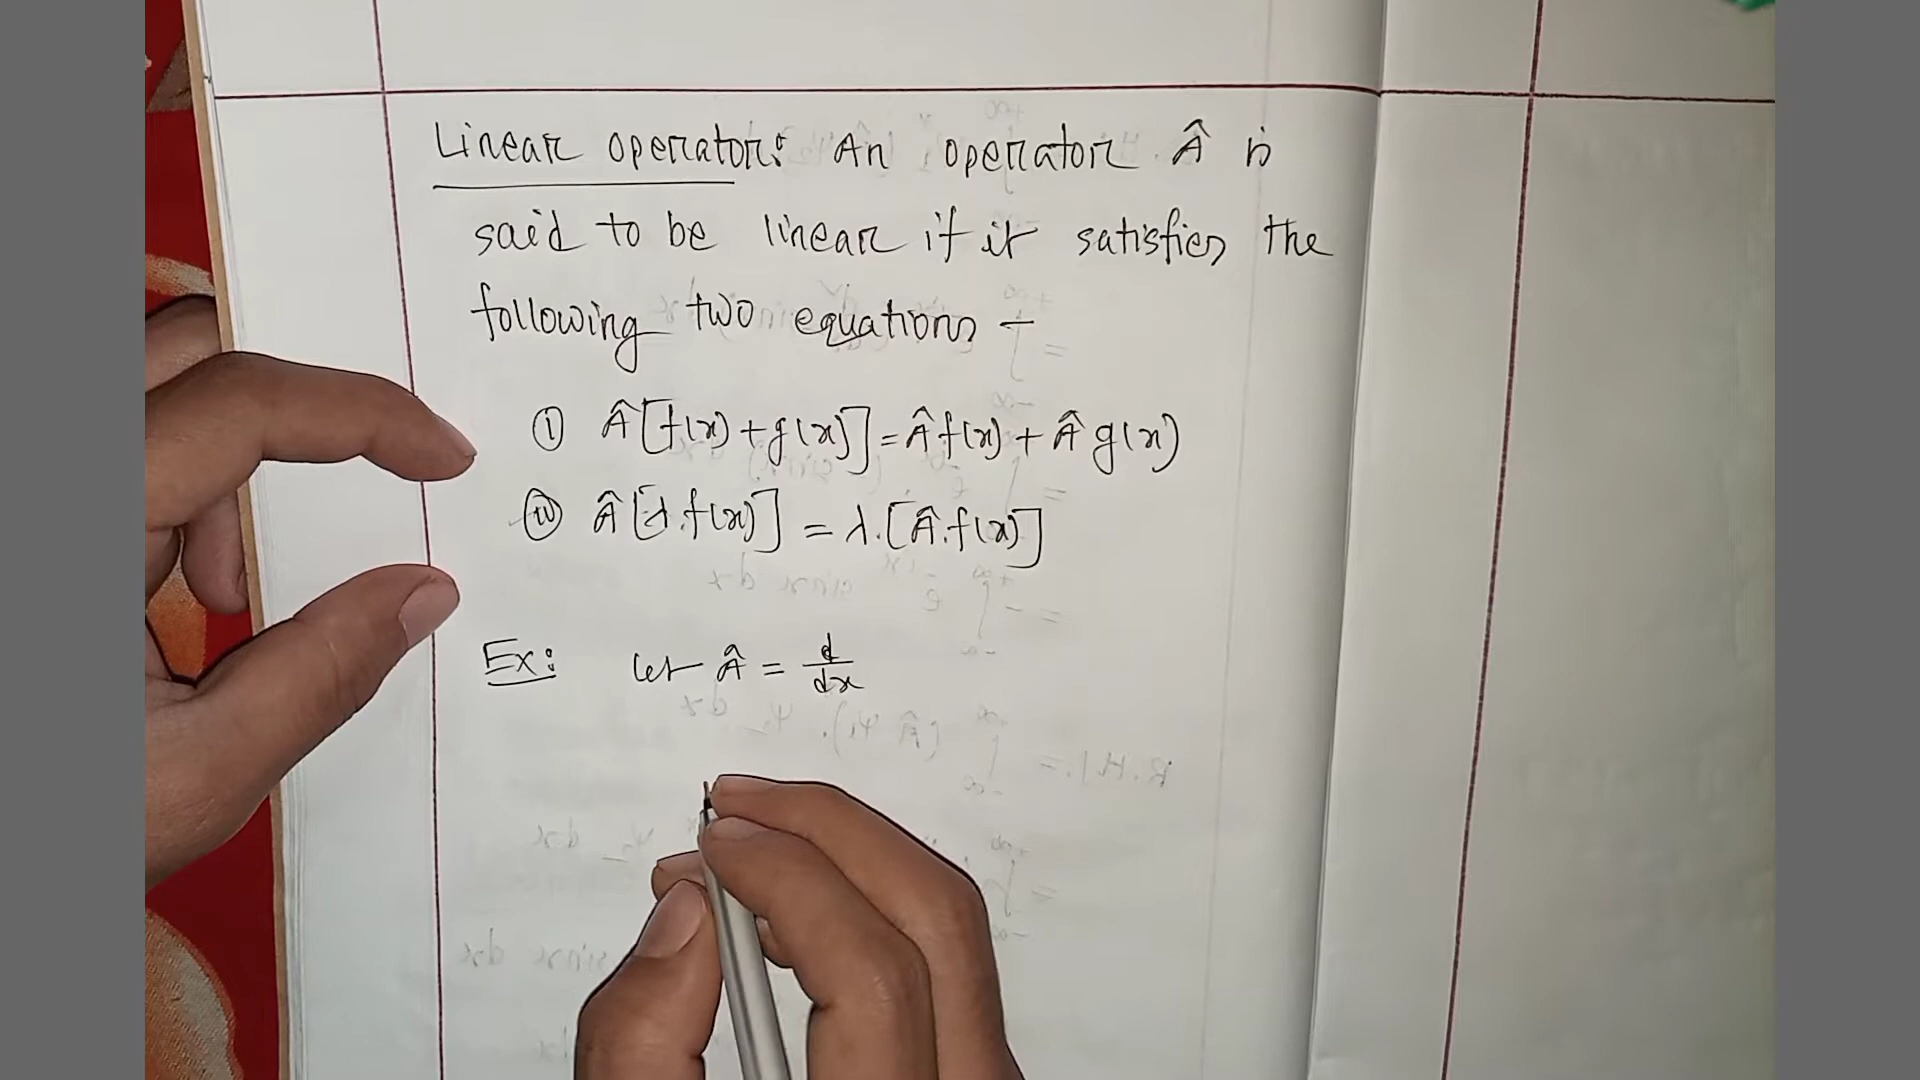 Linear operator: An operator Â is
said to be linear if it satisfies the
following two equations –
(i) Â[f(x) + g(x)] = Âf(x) + Âg(x)
(ii) Â[λ.f(x)] = λ.[Â.f(x)]
Ex: Let Â = d/dx